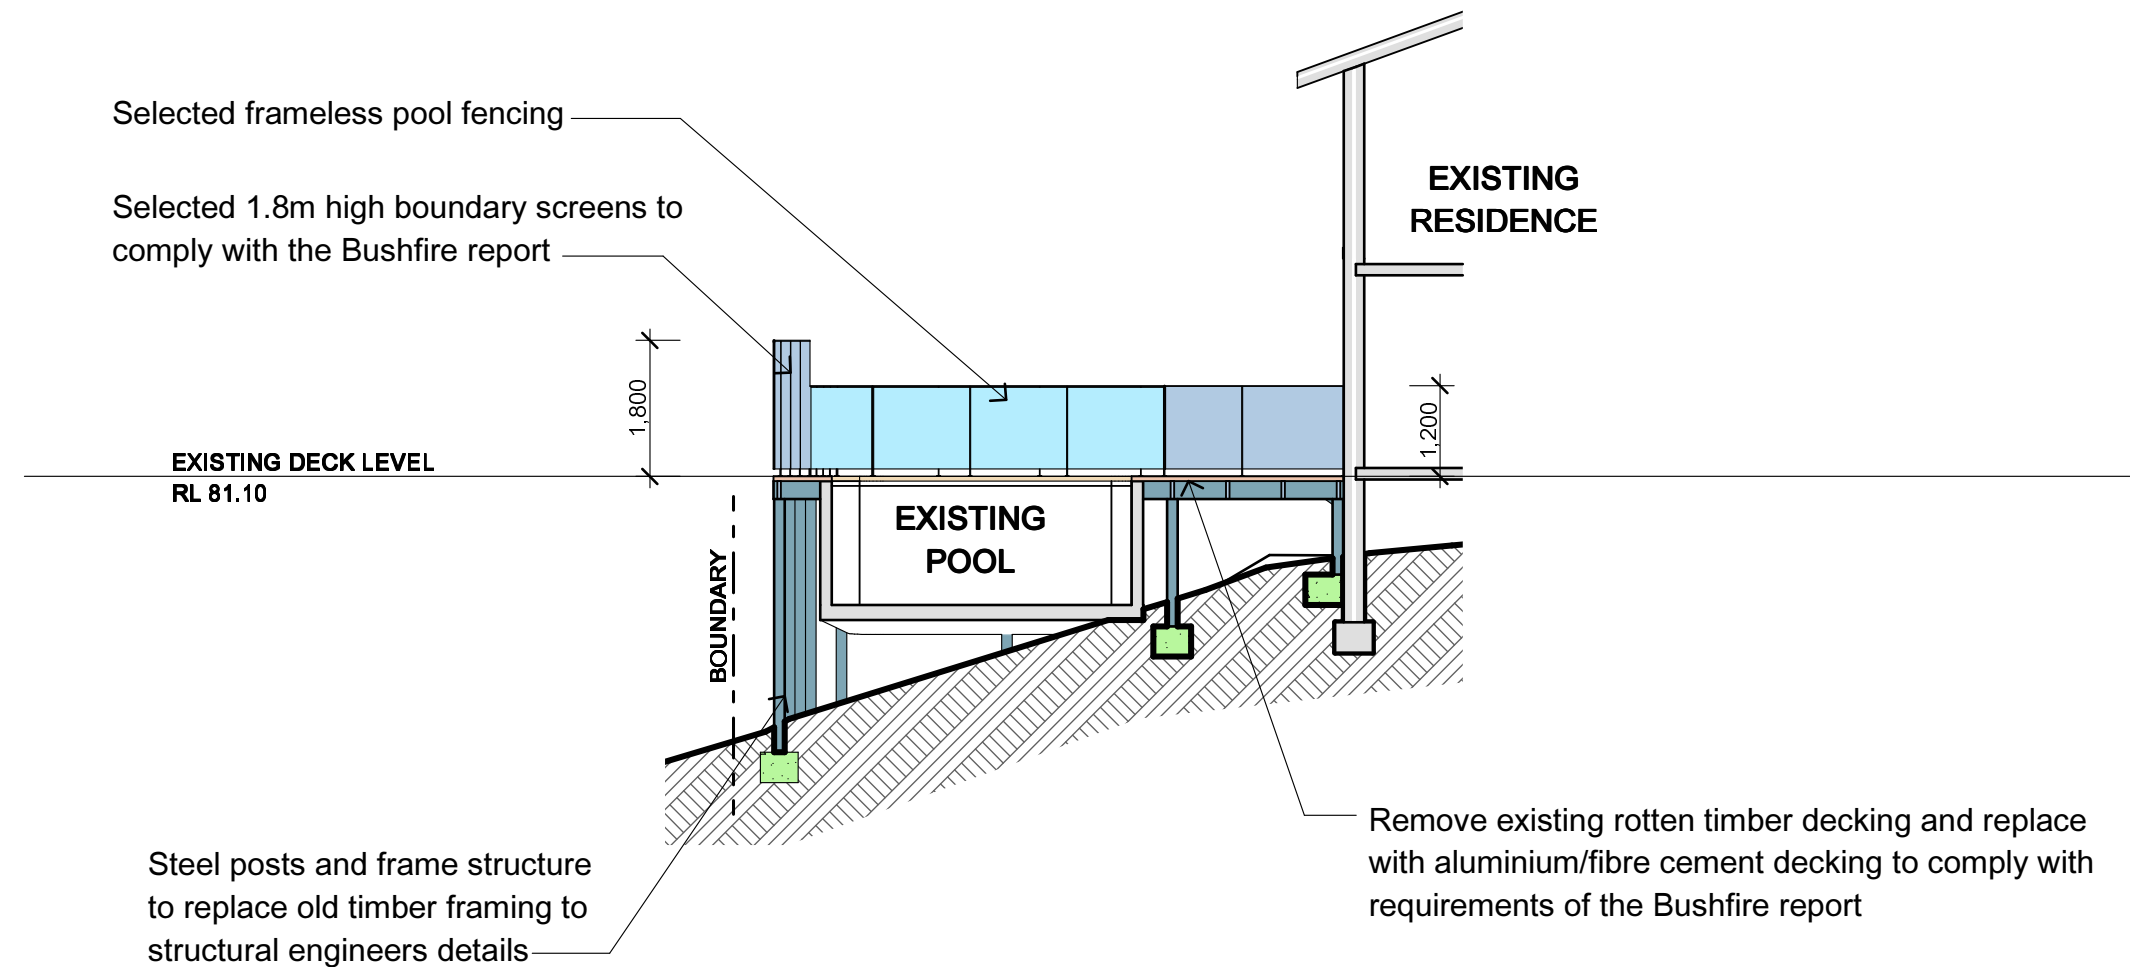 Selected frameless pool fencing
Selected 1.8m high boundary screens to
comply with the Bushfire report
EXISTING
RESIDENCE
1,800
1,200
EXISTING DECK LEVEL
RL 81.10
EXISTING
POOL
BOUNDARY
Steel posts and frame structure
to replace old timber framing to
structural engineers details
Remove existing rotten timber decking and replace
with aluminium/fibre cement decking to comply with
requirements of the Bushfire report